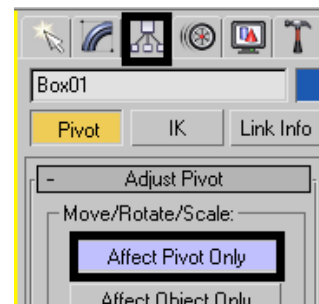 Box01
Pivot IK Link Info
- Adjust Pivot
Move/Rotate/Scale:
Affect Pivot Only
Affect Object Only